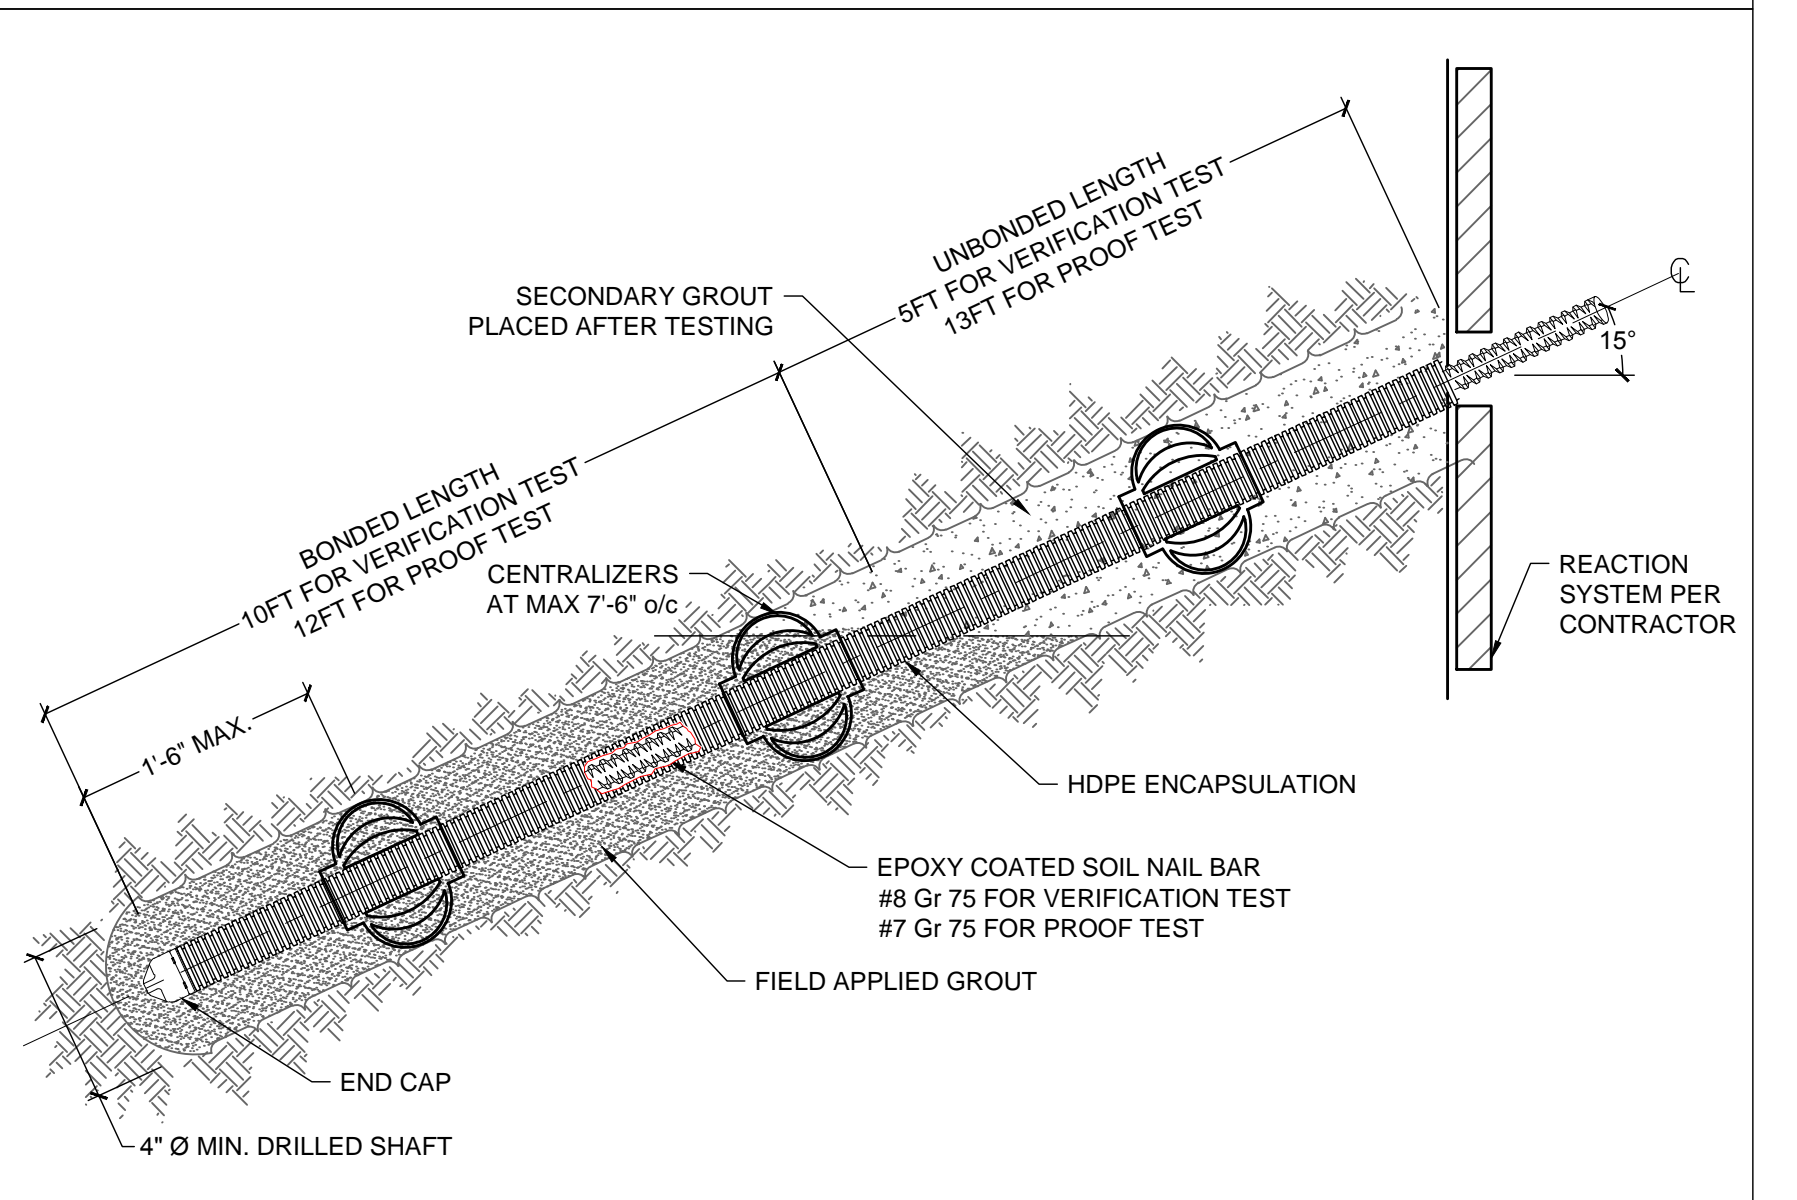 UNBONDED LENGTH
5FT FOR VERIFICATION TEST
13FT FOR PROOF TEST
SECONDARY GROUT
PLACED AFTER TESTING
℄
15°
BONDED LENGTH
10FT FOR VERIFICATION TEST
12FT FOR PROOF TEST
CENTRALIZERS
AT MAX 7'-6" o/c
REACTION
SYSTEM PER
CONTRACTOR
1'-6" MAX.
HDPE ENCAPSULATION
EPOXY COATED SOIL NAIL BAR
#8 Gr 75 FOR VERIFICATION TEST
#7 Gr 75 FOR PROOF TEST
FIELD APPLIED GROUT
END CAP
4" Ø MIN. DRILLED SHAFT